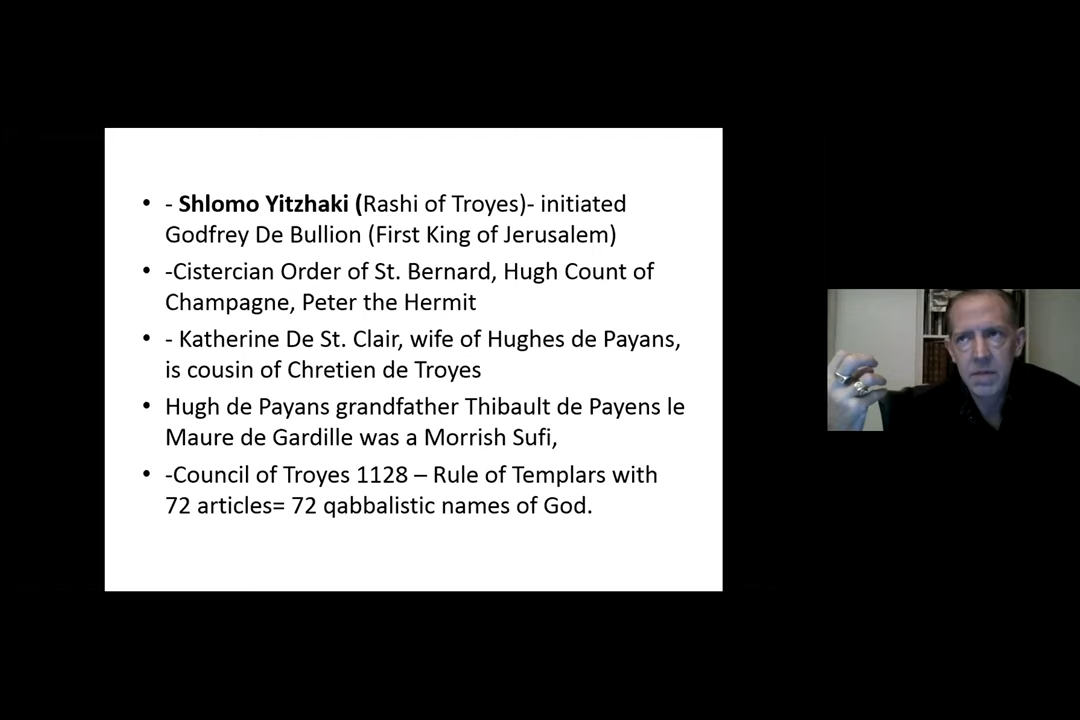 • - Shlomo Yitzhaki (Rashi of Troyes)- initiated
Godfrey De Bullion (First King of Jerusalem)
• -Cistercian Order of St. Bernard, Hugh Count of
Champagne, Peter the Hermit
• - Katherine De St. Clair, wife of Hughes de Payans,
is cousin of Chretien de Troyes
• Hugh de Payans grandfather Thibault de Payens le
Maure de Gardille was a Morrish Sufi,
• -Council of Troyes 1128 – Rule of Templars with
72 articles= 72 qabbalistic names of God.